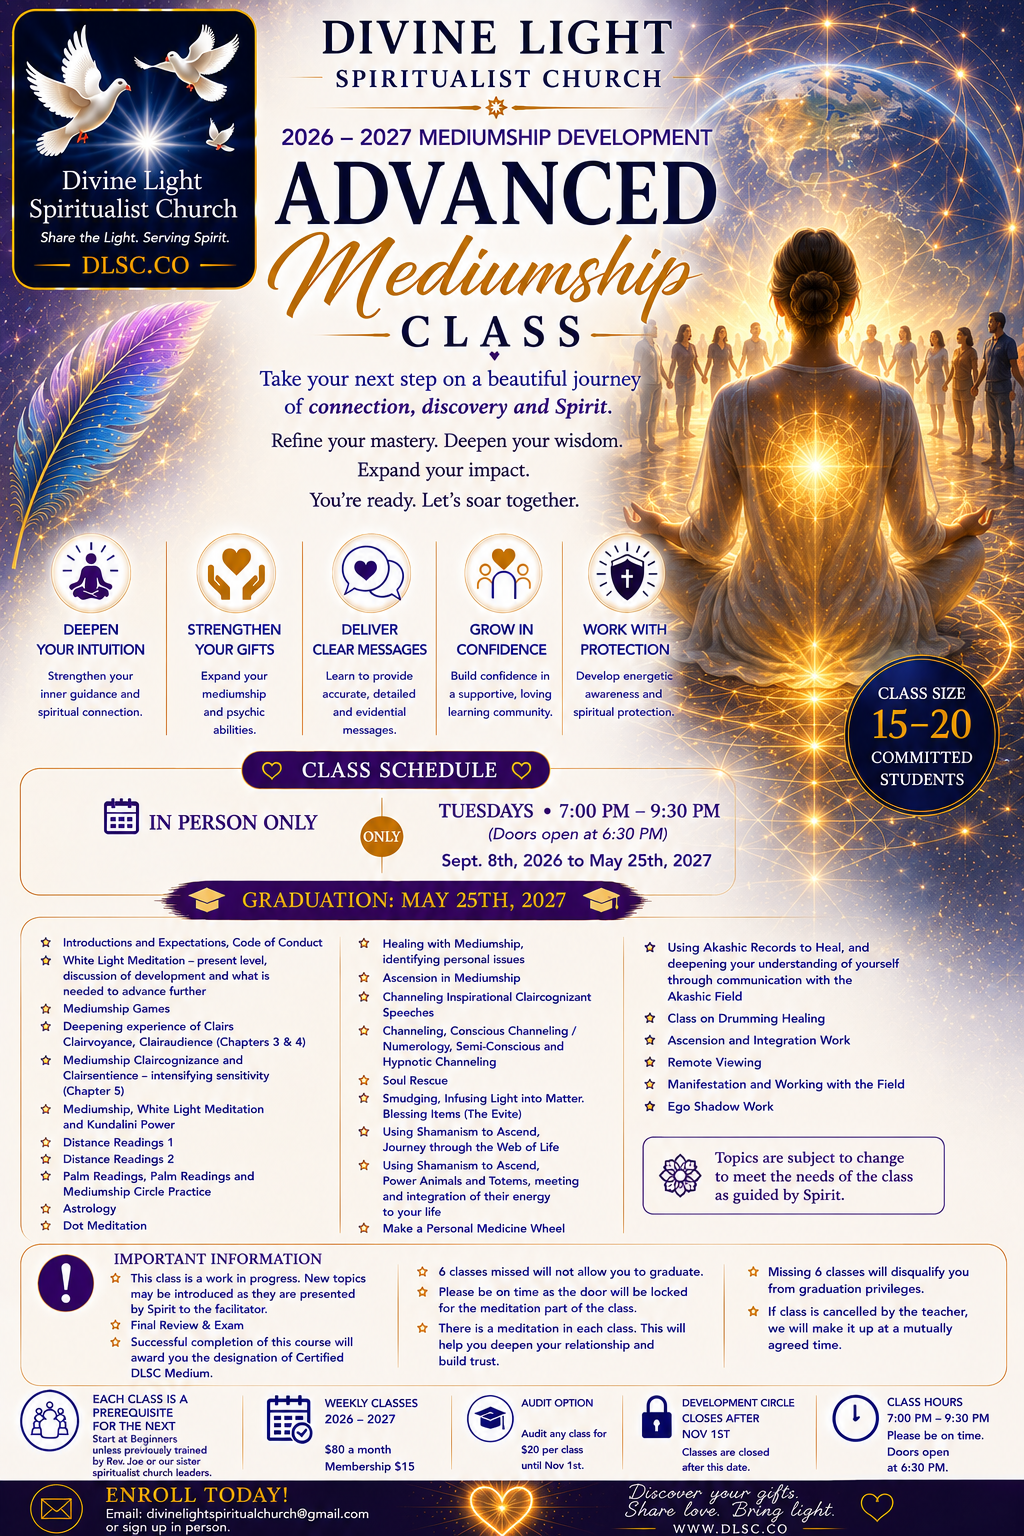 Divine Light
Spiritualist Church
Share the Light. Serving Spirit.
DLSC.CO
DIVINE LIGHT
SPIRITUALIST CHURCH
2026 – 2027 MEDIUMSHIP DEVELOPMENT
ADVANCED
Mediumship
CLASS
Take your next step on a beautiful journey
of connection, discovery and Spirit.
Refine your mastery. Deepen your wisdom.
Expand your impact.
You're ready. Let's soar together.
DEEPEN
YOUR INTUITION
Strengthen your
inner guidance and
spiritual connection.
STRENGTHEN
YOUR GIFTS
Expand your
mediumship
and psychic
abilities.
DELIVER
CLEAR MESSAGES
Learn to provide
accurate, detailed
and evidential
messages.
GROW IN
CONFIDENCE
Build confidence in
a supportive, loving
learning community.
WORK WITH
PROTECTION
Develop energetic
awareness and
spiritual protection.
CLASS SIZE
15–20
COMMITTED
STUDENTS
CLASS SCHEDULE
IN PERSON ONLY
ONLY
TUESDAYS • 7:00 PM – 9:30 PM
(Doors open at 6:30 PM)
Sept. 8th, 2026 to May 25th, 2027
GRADUATION: MAY 25TH, 2027
Introductions and Expectations, Code of Conduct
White Light Meditation – present level,
discussion of development and what is
needed to advance further
Mediumship Games
Deepening experience of Clairs
Clairvoyance, Clairaudience (Chapters 3 & 4)
Mediumship Claircognizance and
Clairsentience – intensifying sensitivity
(Chapter 5)
Mediumship, White Light Meditation
and Kundalini Power
Distance Readings 1
Distance Readings 2
Palm Readings, Palm Readings and
Mediumship Circle Practice
Astrology
Dot Meditation
Healing with Mediumship,
identifying personal issues
Ascension in Mediumship
Channeling Inspirational Claircognizant
Speeches
Channeling, Conscious Channeling /
Numerology, Semi-Conscious and
Hypnotic Channeling
Soul Rescue
Smudging, Infusing Light into Matter.
Blessing Items (The Evite)
Using Shamanism to Ascend,
Journey through the Web of Life
Using Shamanism to Ascend,
Power Animals and Totems, meeting
and integration of their energy
to your life
Make a Personal Medicine Wheel
Using Akashic Records to Heal, and
deepening your understanding of yourself
through communication with the
Akashic Field
Class on Drumming Healing
Ascension and Integration Work
Remote Viewing
Manifestation and Working with the Field
Ego Shadow Work
Topics are subject to change
to meet the needs of the class
as guided by Spirit.
IMPORTANT INFORMATION
This class is a work in progress. New topics
may be introduced as they are presented
by Spirit to the facilitator.
Final Review & Exam
Successful completion of this course will
award you the designation of Certified
DLSC Medium.
6 classes missed will not allow you to graduate.
Please be on time as the door will be locked
for the meditation part of the class.
There is a meditation in each class. This will
help you deepen your relationship and
build trust.
Missing 6 classes will disqualify you
from graduation privileges.
If class is cancelled by the teacher,
we will make it up at a mutually
agreed time.
EACH CLASS IS A
PREREQUISITE
FOR THE NEXT
Start at Beginners
unless previously trained
by Rev. Joe or our sister
spiritualist church leaders.
WEEKLY CLASSES
2026 – 2027
$80 a month
Membership $15
AUDIT OPTION
Audit any class for
$20 per class
until Nov 1st.
DEVELOPMENT CIRCLE
CLOSES AFTER
NOV 1ST
Classes are closed
after this date.
CLASS HOURS
7:00 PM – 9:30 PM
Please be on time.
Doors open
at 6:30 PM.
ENROLL TODAY!
Email: divinelightspiritualchurch@gmail.com
or sign up in person.
Discover your gifts.
Share love. Bring light.
WWW.DLSC.CO